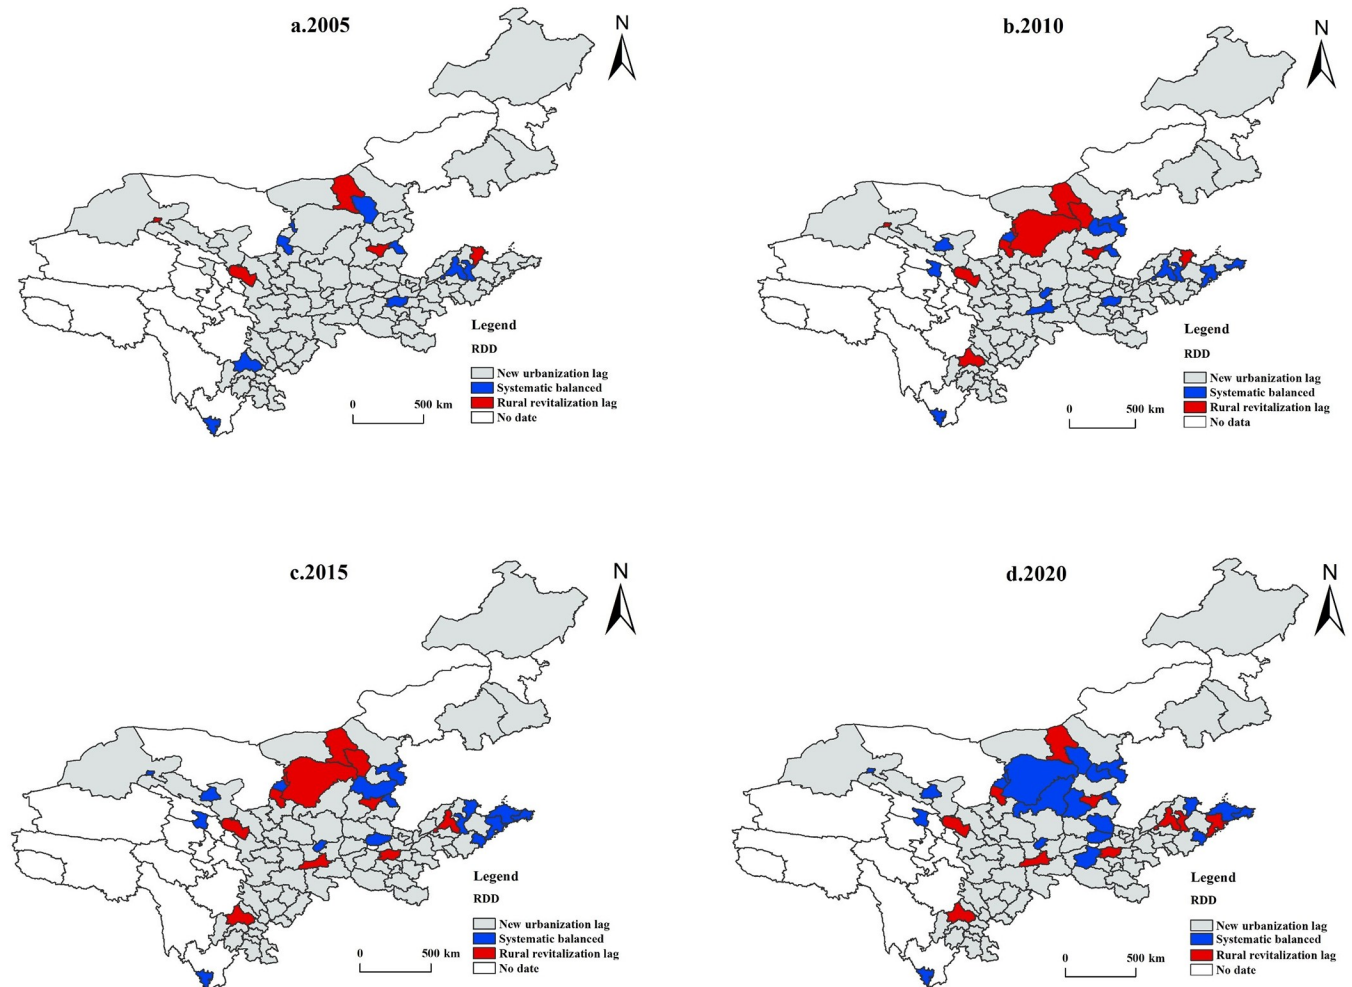 a.2005
N
Legend
RDD
New urbanization lag
Systematic balanced
Rural revitalization lag
No date
0 500 km
b.2010
N
Legend
RDD
New urbanization lag
Systematic balanced
Rural revitalization lag
No data
0 500 km
c.2015
N
Legend
RDD
New urbanization lag
Systematic balanced
Rural revitalization lag
No date
0 500 km
d.2020
N
Legend
RDD
New urbanization lag
Systematic balanced
Rural revitalization lag
No date
0 500 km